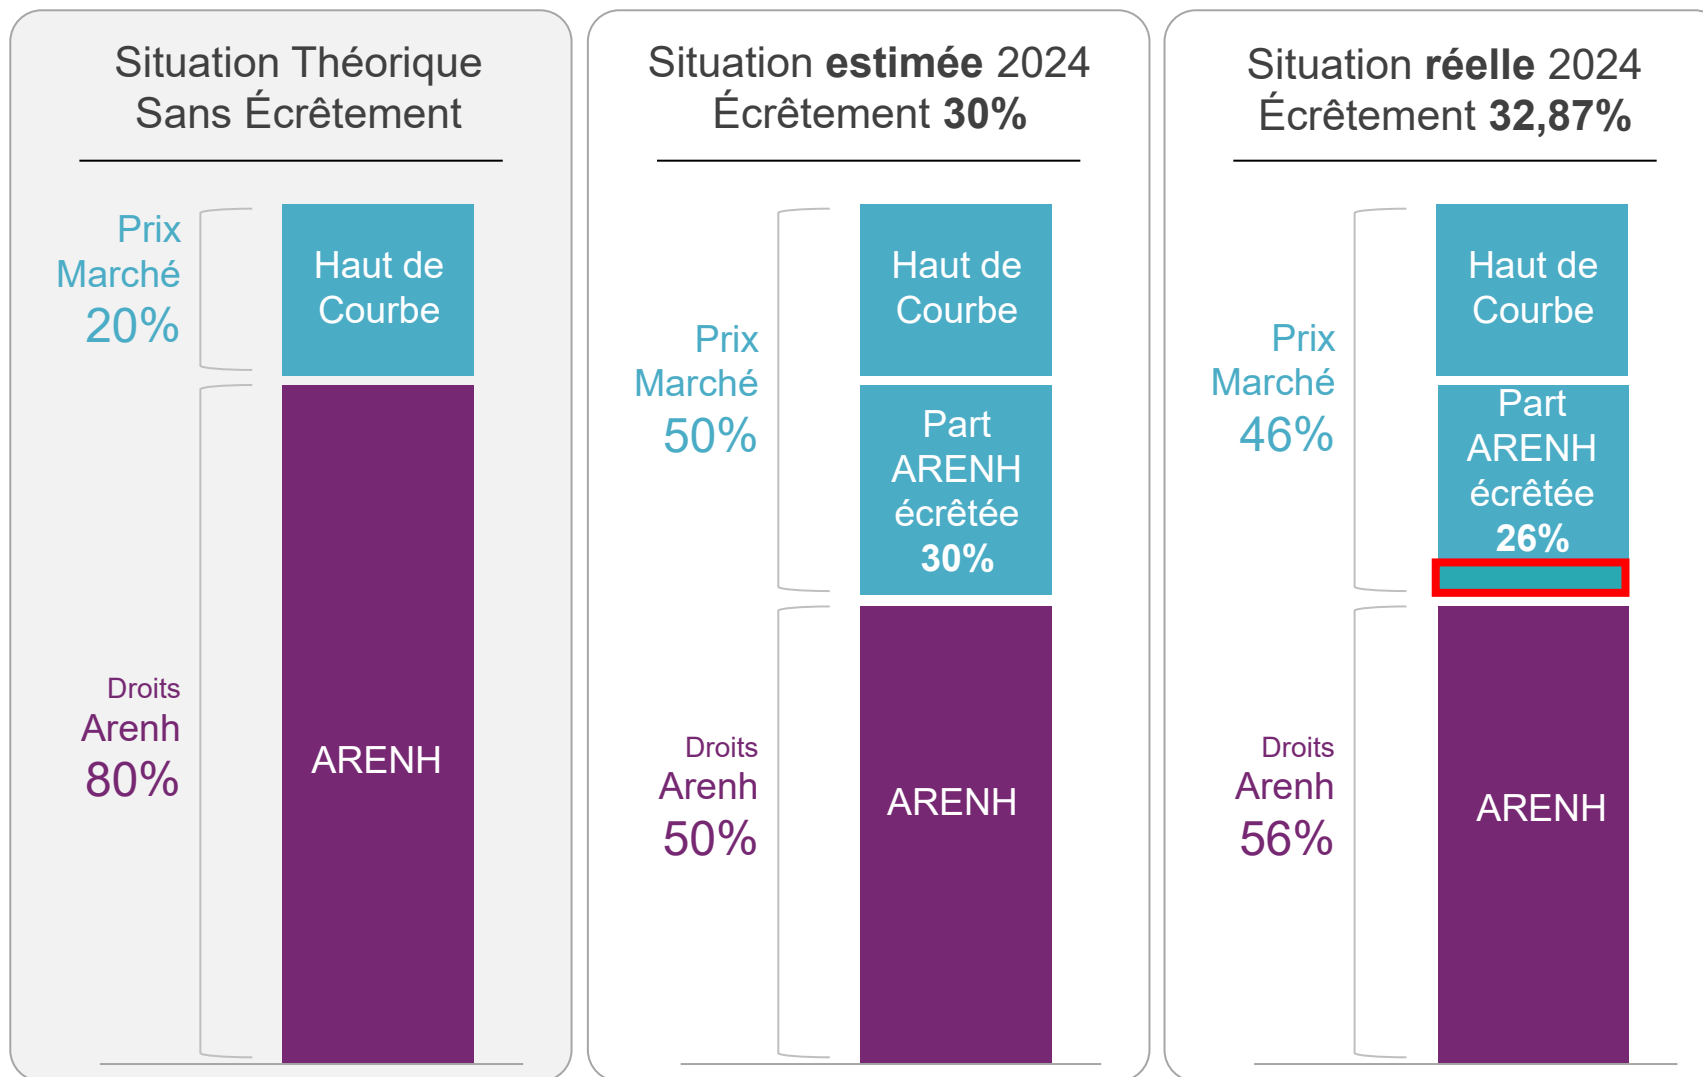 Situation Théorique
Sans Écrêtement
Prix
Marché
20%
Haut de
Courbe
Droits
Arenh
80%
ARENH
Situation estimée 2024
Écrêtement 30%
Prix
Marché
50%
Haut de
Courbe
Part
ARENH
écrêtée
30%
Droits
Arenh
50%
ARENH
Situation réelle 2024
Écrêtement 32,87%
Prix
Marché
46%
Haut de
Courbe
Part
ARENH
écrêtée
26%
Droits
Arenh
56%
ARENH